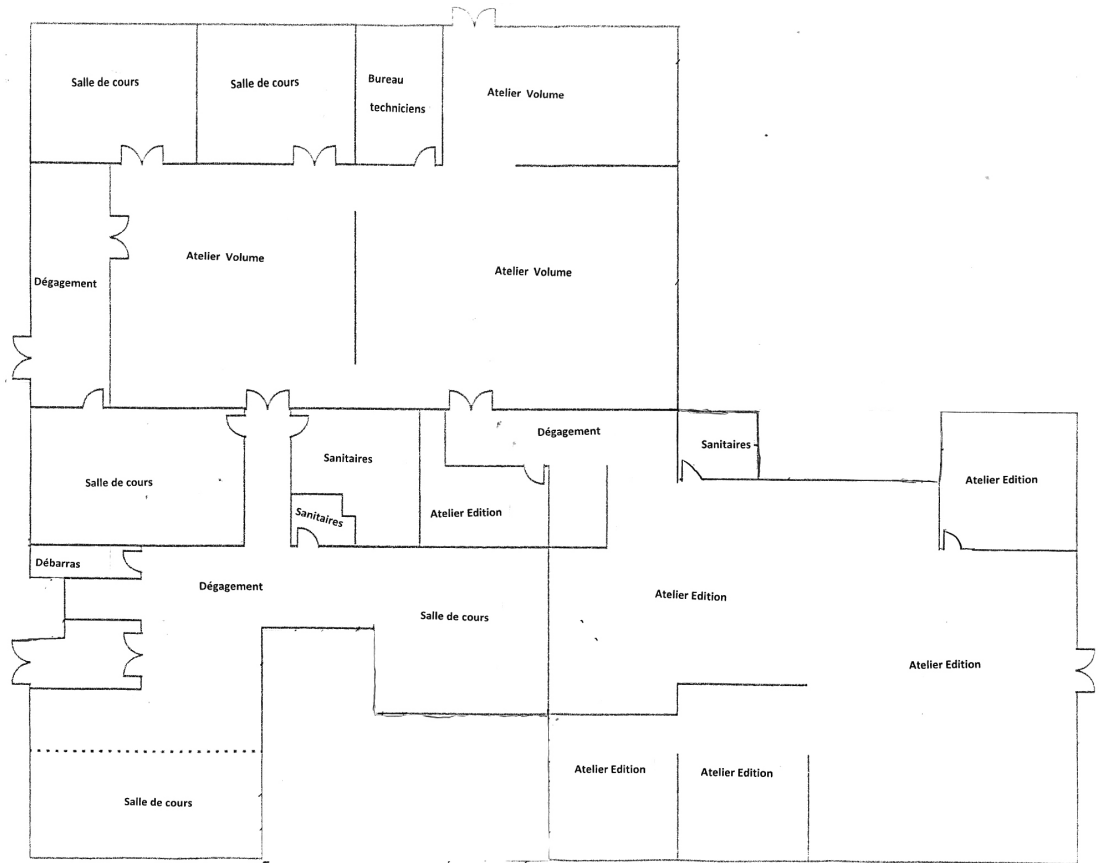 Salle de cours
Salle de cours
Bureau
techniciens
Atelier Volume
Dégagement
Atelier Volume
Atelier Volume
Salle de cours
Sanitaires
Sanitaires
Atelier Edition
Dégagement
Sanitaires
Atelier Edition
Débarras
Dégagement
Salle de cours
Atelier Edition
Atelier Edition
Salle de cours
Atelier Edition
Atelier Edition